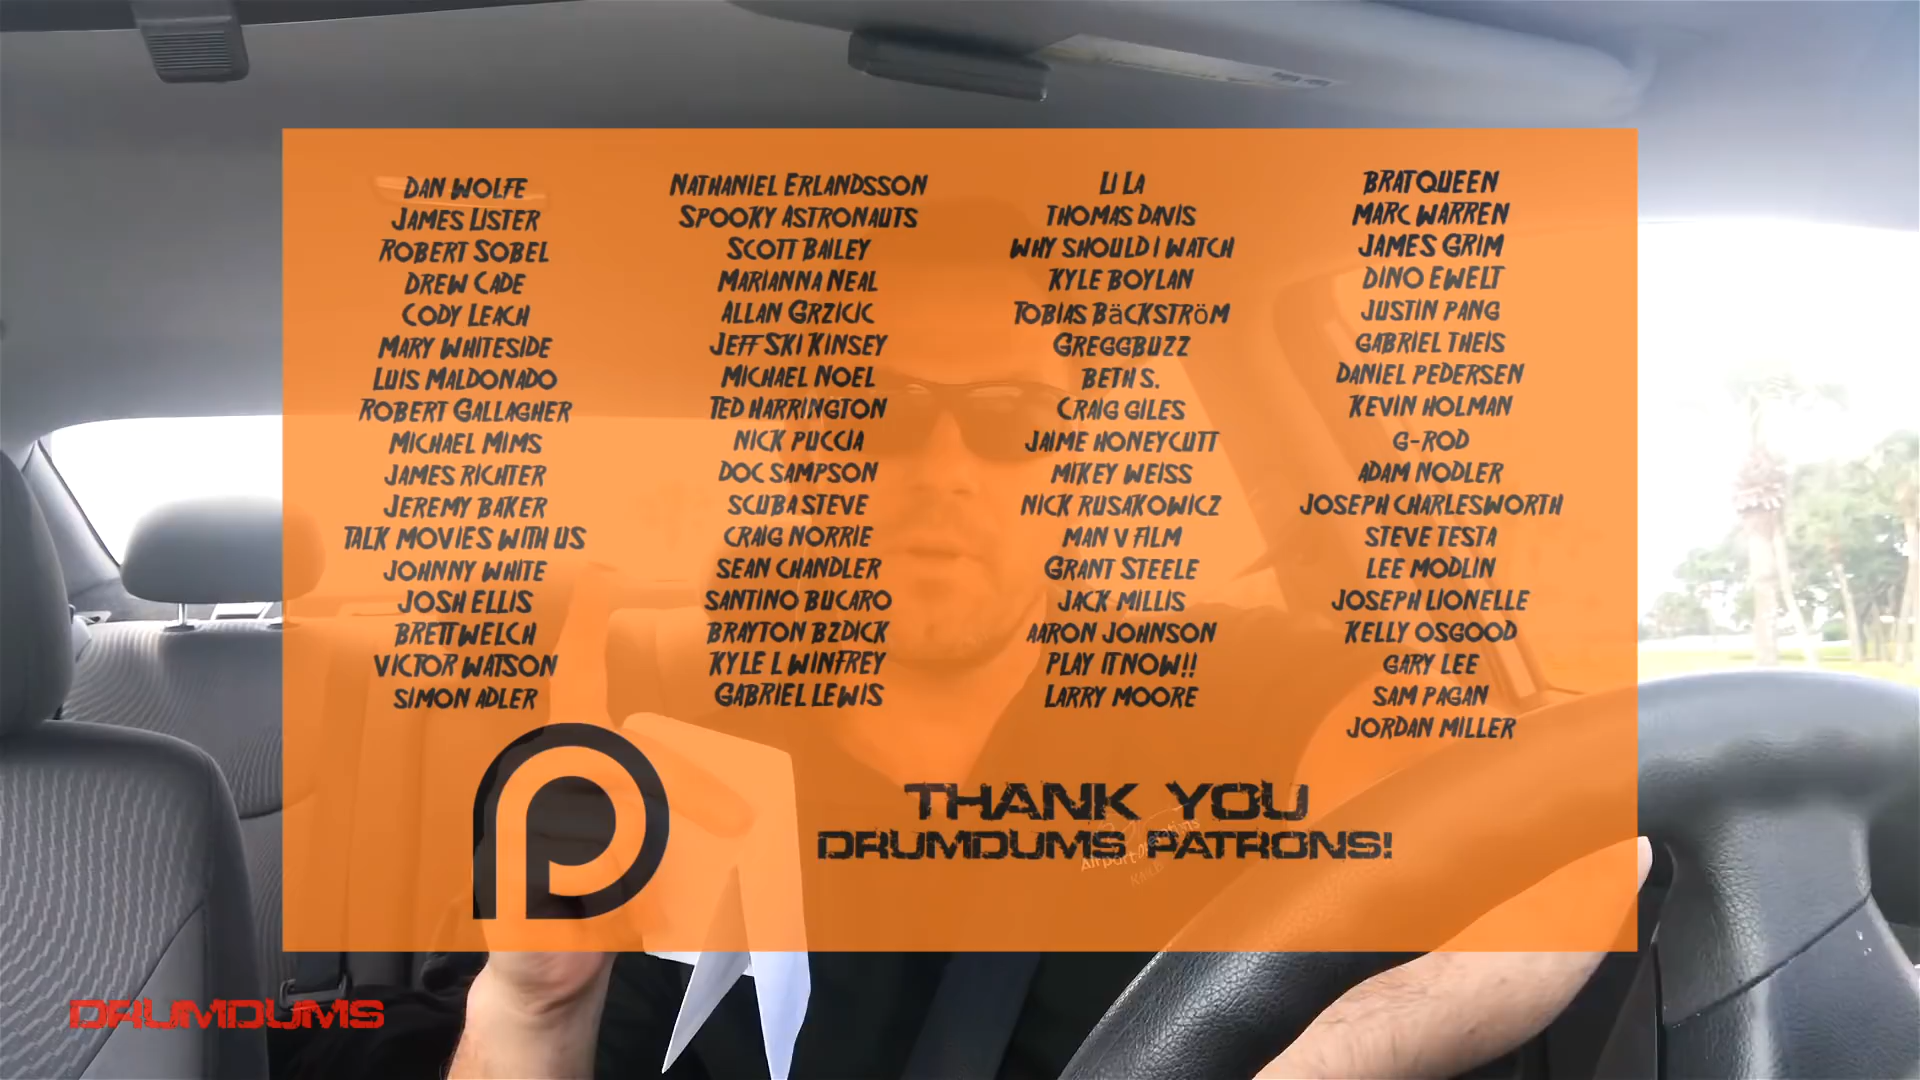 DAN WOLFE
JAMES LISTER
ROBERT SOBEL
DREW CADE
CODY LEACH
MARY WHITESIDE
LUIS MALDONADO
ROBERT GALLAGHER
MICHAEL MIMS
JAMES RICHTER
JEREMY BAKER
TALK MOVIES WITH US
JOHNNY WHITE
JOSH ELLIS
BRETT WELCH
VICTOR WATSON
SIMON ADLER
NATHANIEL ERLANDSSON
SPOOKY ASTRONAUTS
SCOTT BAILEY
MARIANNA NEAL
ALLAN GRZICIC
JEFF SKI KINSEY
MICHAEL NOEL
TED HARRINGTON
NICK PUCCIA
DOC SAMPSON
SCUBA STEVE
CRAIG NORRIE
SEAN CHANDLER
SANTINO BUCARO
BRAYTON BZDICK
KYLE L WINFREY
GABRIEL LEWIS
LI LA
THOMAS DAVIS
WHY SHOULD I WATCH
KYLE BOYLAN
TOBIAS BäCKSTRöM
GREGGBUZZ
BETH S.
CRAIG GILES
JAIME HONEYCUTT
MIKEY WEISS
NICK RUSAKOWICZ
MAN V FILM
GRANT STEELE
JACK MILLIS
AARON JOHNSON
PLAY IT NOW!!
LARRY MOORE
BRATQUEEN
MARC WARREN
JAMES GRIM
DINO EWELT
JUSTIN PANG
GABRIEL THEIS
DANIEL PEDERSEN
KEVIN HOLMAN
G-ROD
ADAM NODLER
JOSEPH CHARLESWORTH
STEVE TESTA
LEE MODLIN
JOSEPH LIONELLE
KELLY OSGOOD
GARY LEE
SAM PAGAN
JORDAN MILLER
THANK YOU
DRUMDUMS PATRONS!
Airport Operations
DRUMDUMS